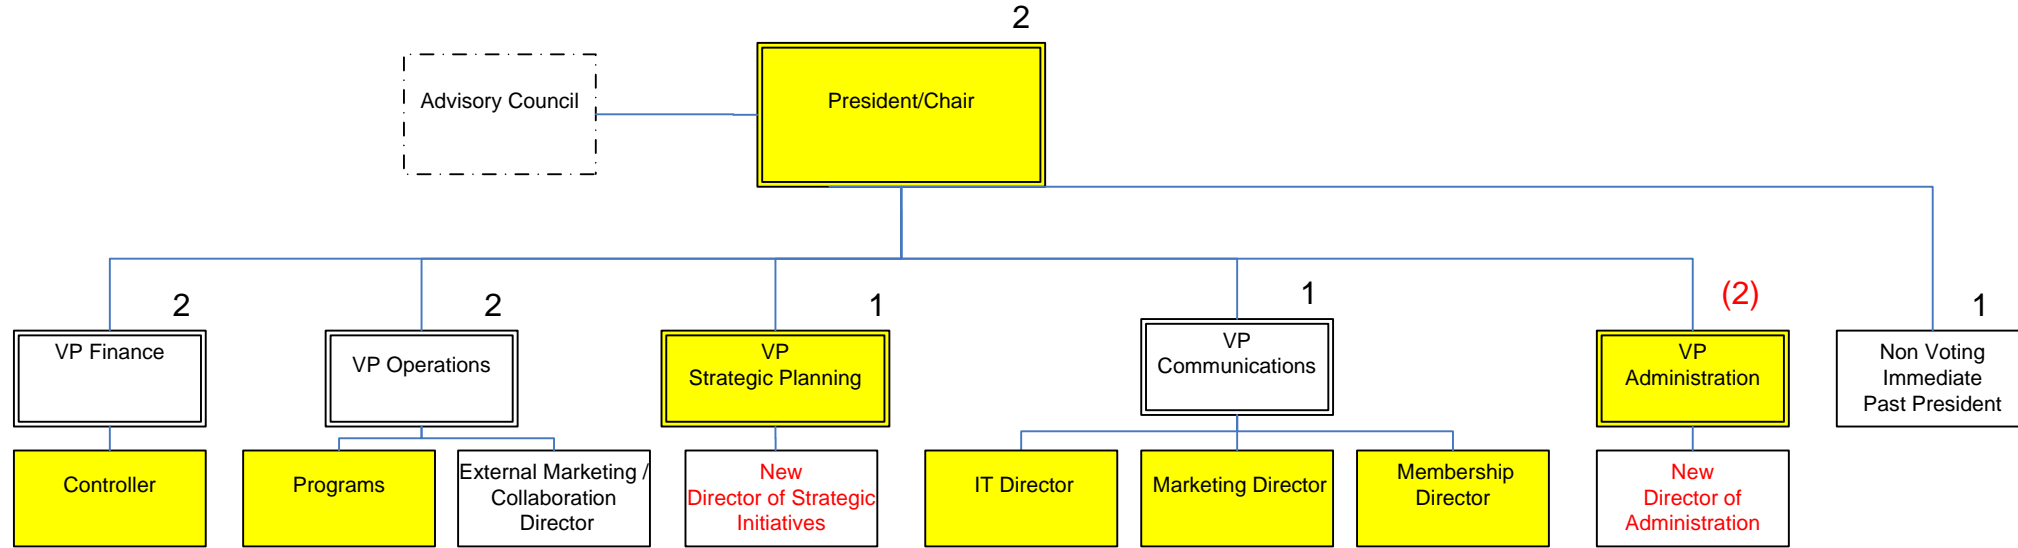 2
Advisory Council
President/Chair
2
2
1
1
(2)
1
VP Finance
VP Operations
VP
Strategic Planning
VP
Communications
VP
Administration
Non Voting
Immediate
Past President
Controller
Programs
External Marketing /
Collaboration
Director
New
Director of Strategic
Initiatives
IT Director
Marketing Director
Membership
Director
New
Director of
Administration